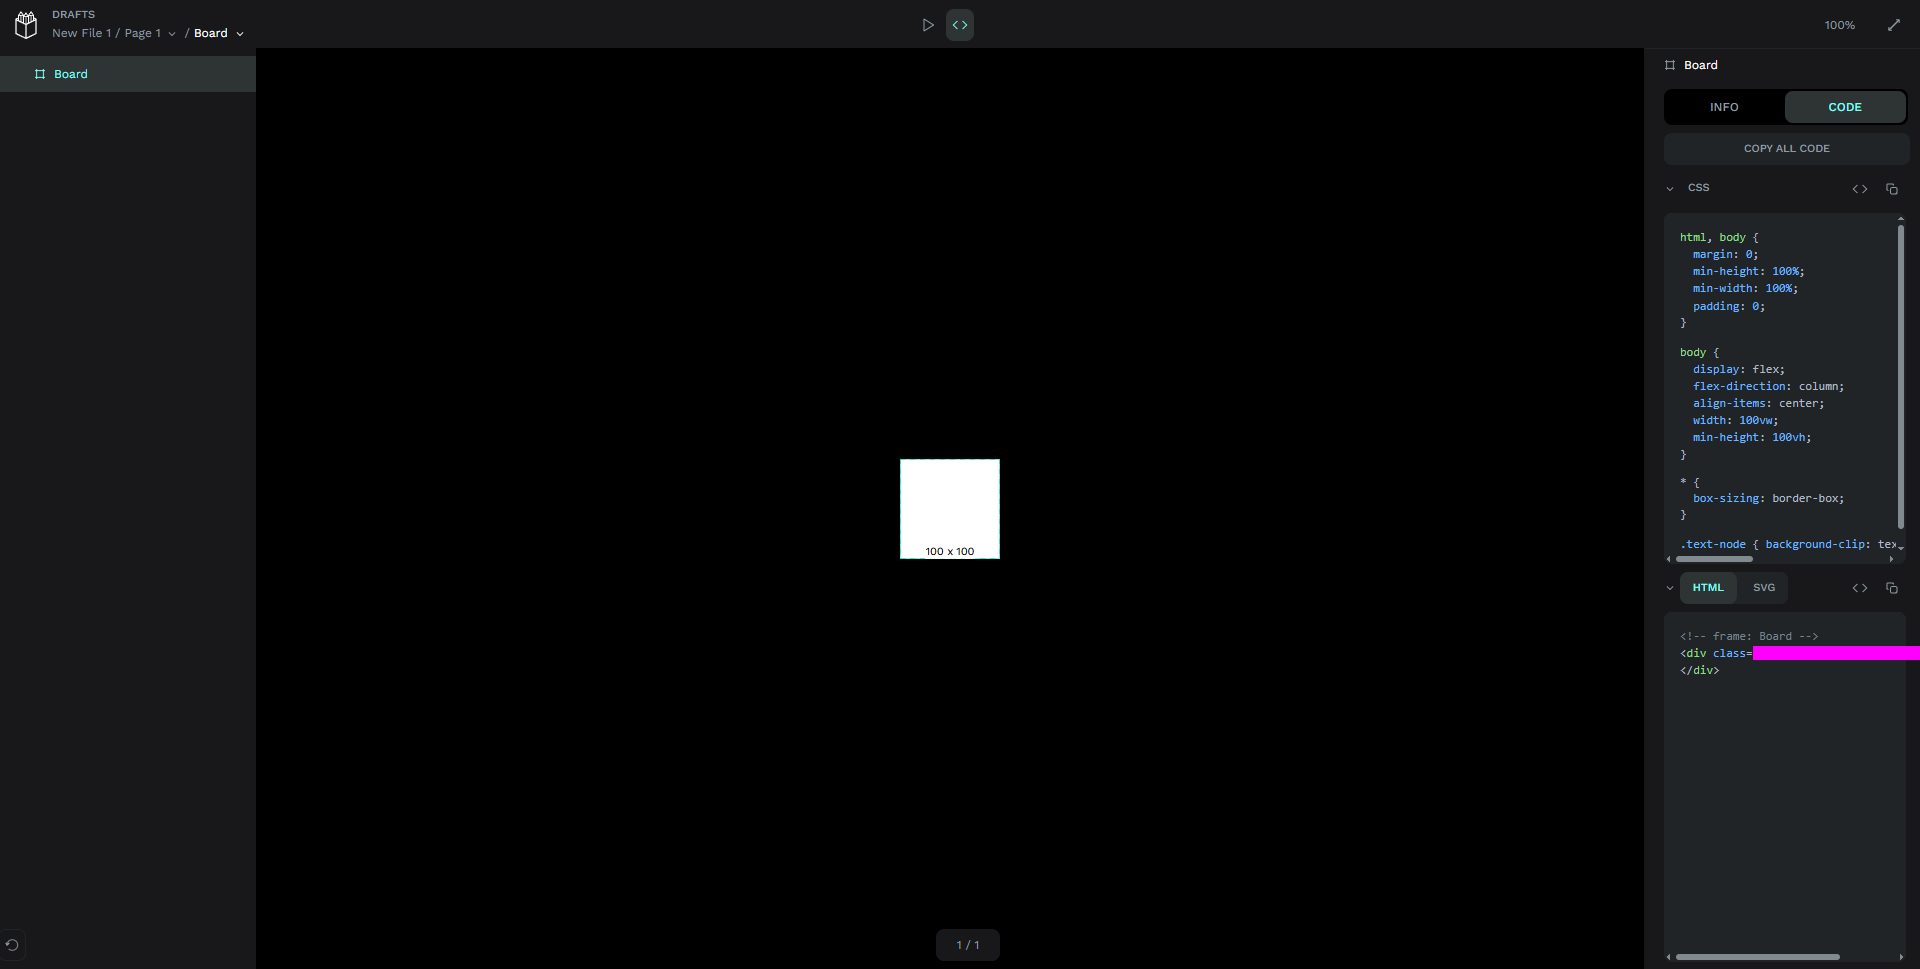 DRAFTS
New File 1 / Page 1 / Board
100%
Board
Board
INFO CODE
COPY ALL CODE
CSS
html, body {
margin: 0;
min-height: 100%;
min-width: 100%;
padding: 0;
}
body {
display: flex;
flex-direction: column;
align-items: center;
width: 100vw;
min-height: 100vh;
}
* {
box-sizing: border-box;
}
.text-node { background-clip: tex
100 x 100
HTML SVG
<!-- frame: Board -->
<div class=
</div>
1 / 1